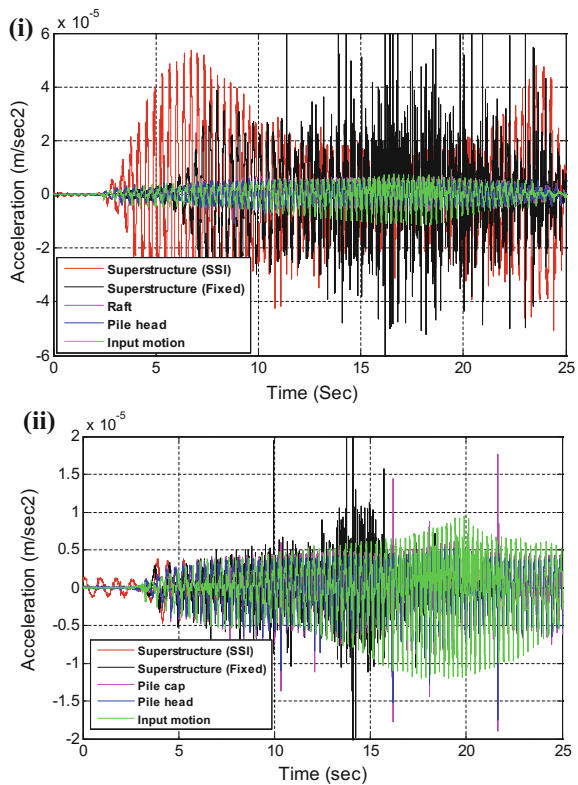 (i)
x 10-5
6
4
2
0
-2
-4
-6
Acceleration (m/sec2)
Superstructure (SSI)
Superstructure (Fixed)
Raft
Pile head
Input motion
0 5 10 15 20 25
Time (Sec)
(ii)
x 10-5
2
1.5
1
0.5
0
-0.5
-1
-1.5
-2
Acceleration (m/sec2)
Superstructure (SSI)
Superstructure (Fixed)
Pile cap
Pile head
Input motion
0 5 10 15 20 25
Time (sec)